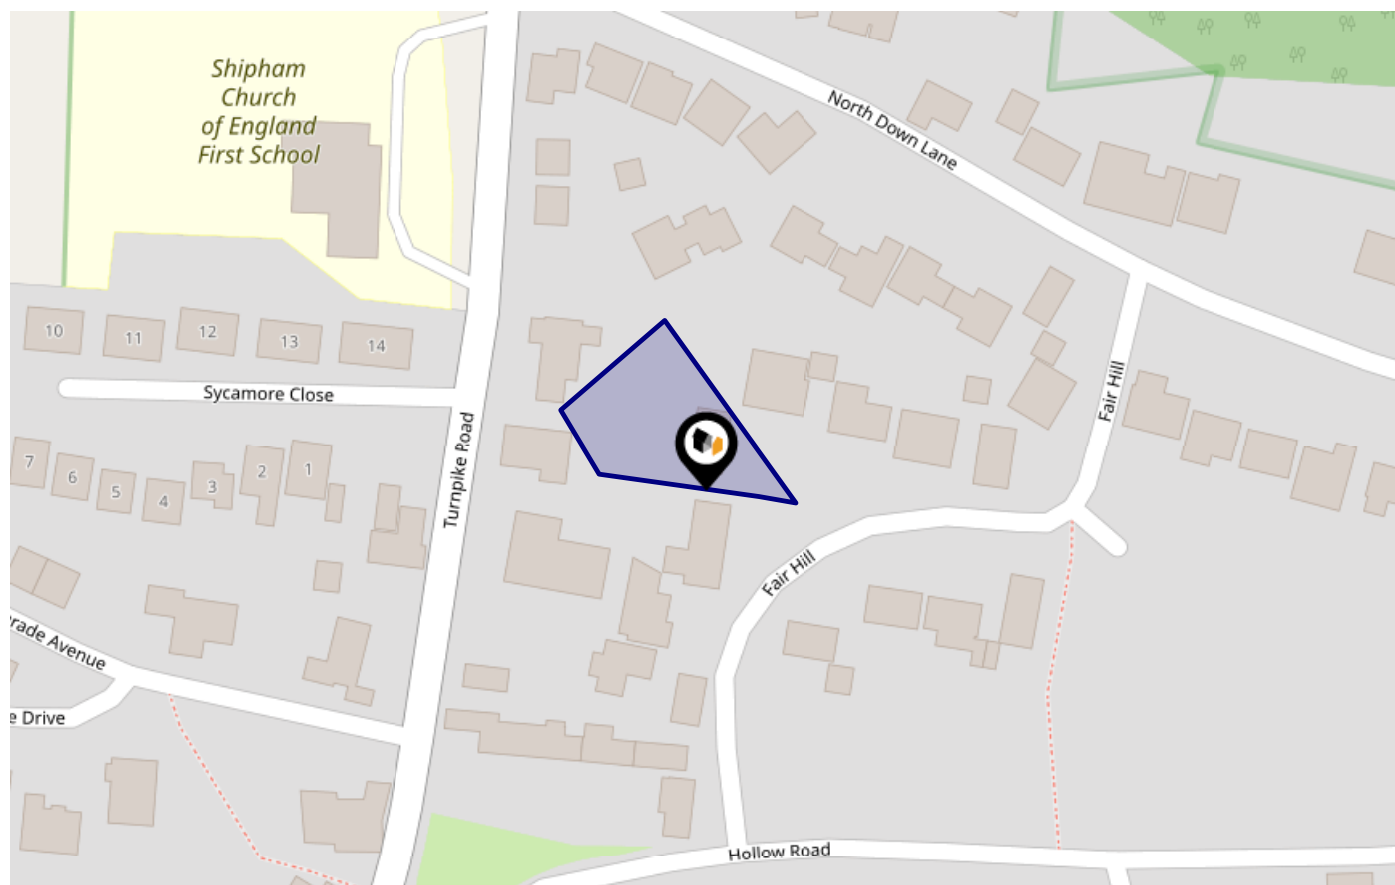 Shipham
Church
of England
First School
North Down Lane
10
11
12
13
14
Sycamore Close
Fair Hill
Turnpike Road
7
6
5
4
3
2
1
Fair Hill
rade Avenue
e Drive
Hollow Road